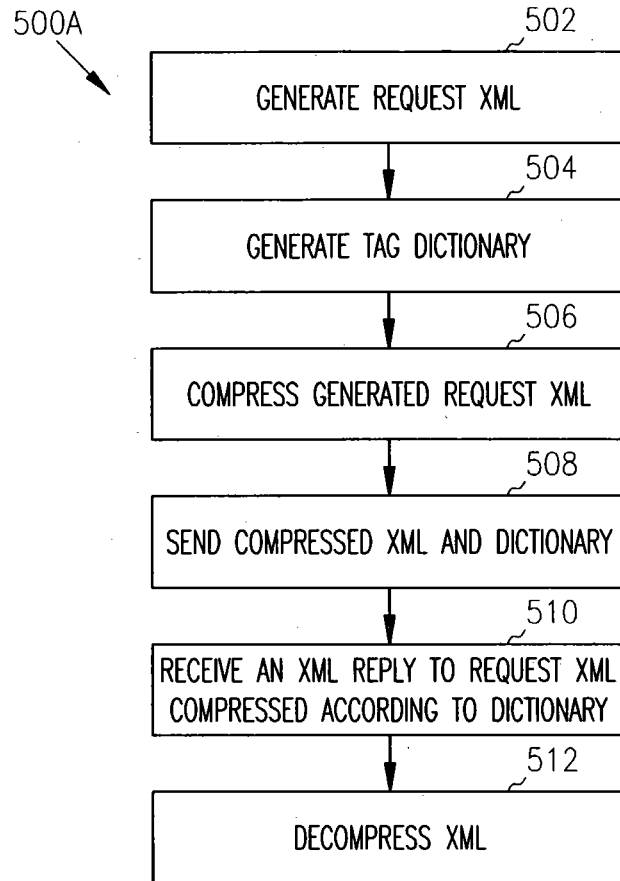 500A
502
GENERATE REQUEST XML
504
GENERATE TAG DICTIONARY
506
COMPRESS GENERATED REQUEST XML
508
SEND COMPRESSED XML AND DICTIONARY
510
RECEIVE AN XML REPLY TO REQUEST XML
COMPRESSED ACCORDING TO DICTIONARY
512
DECOMPRESS XML